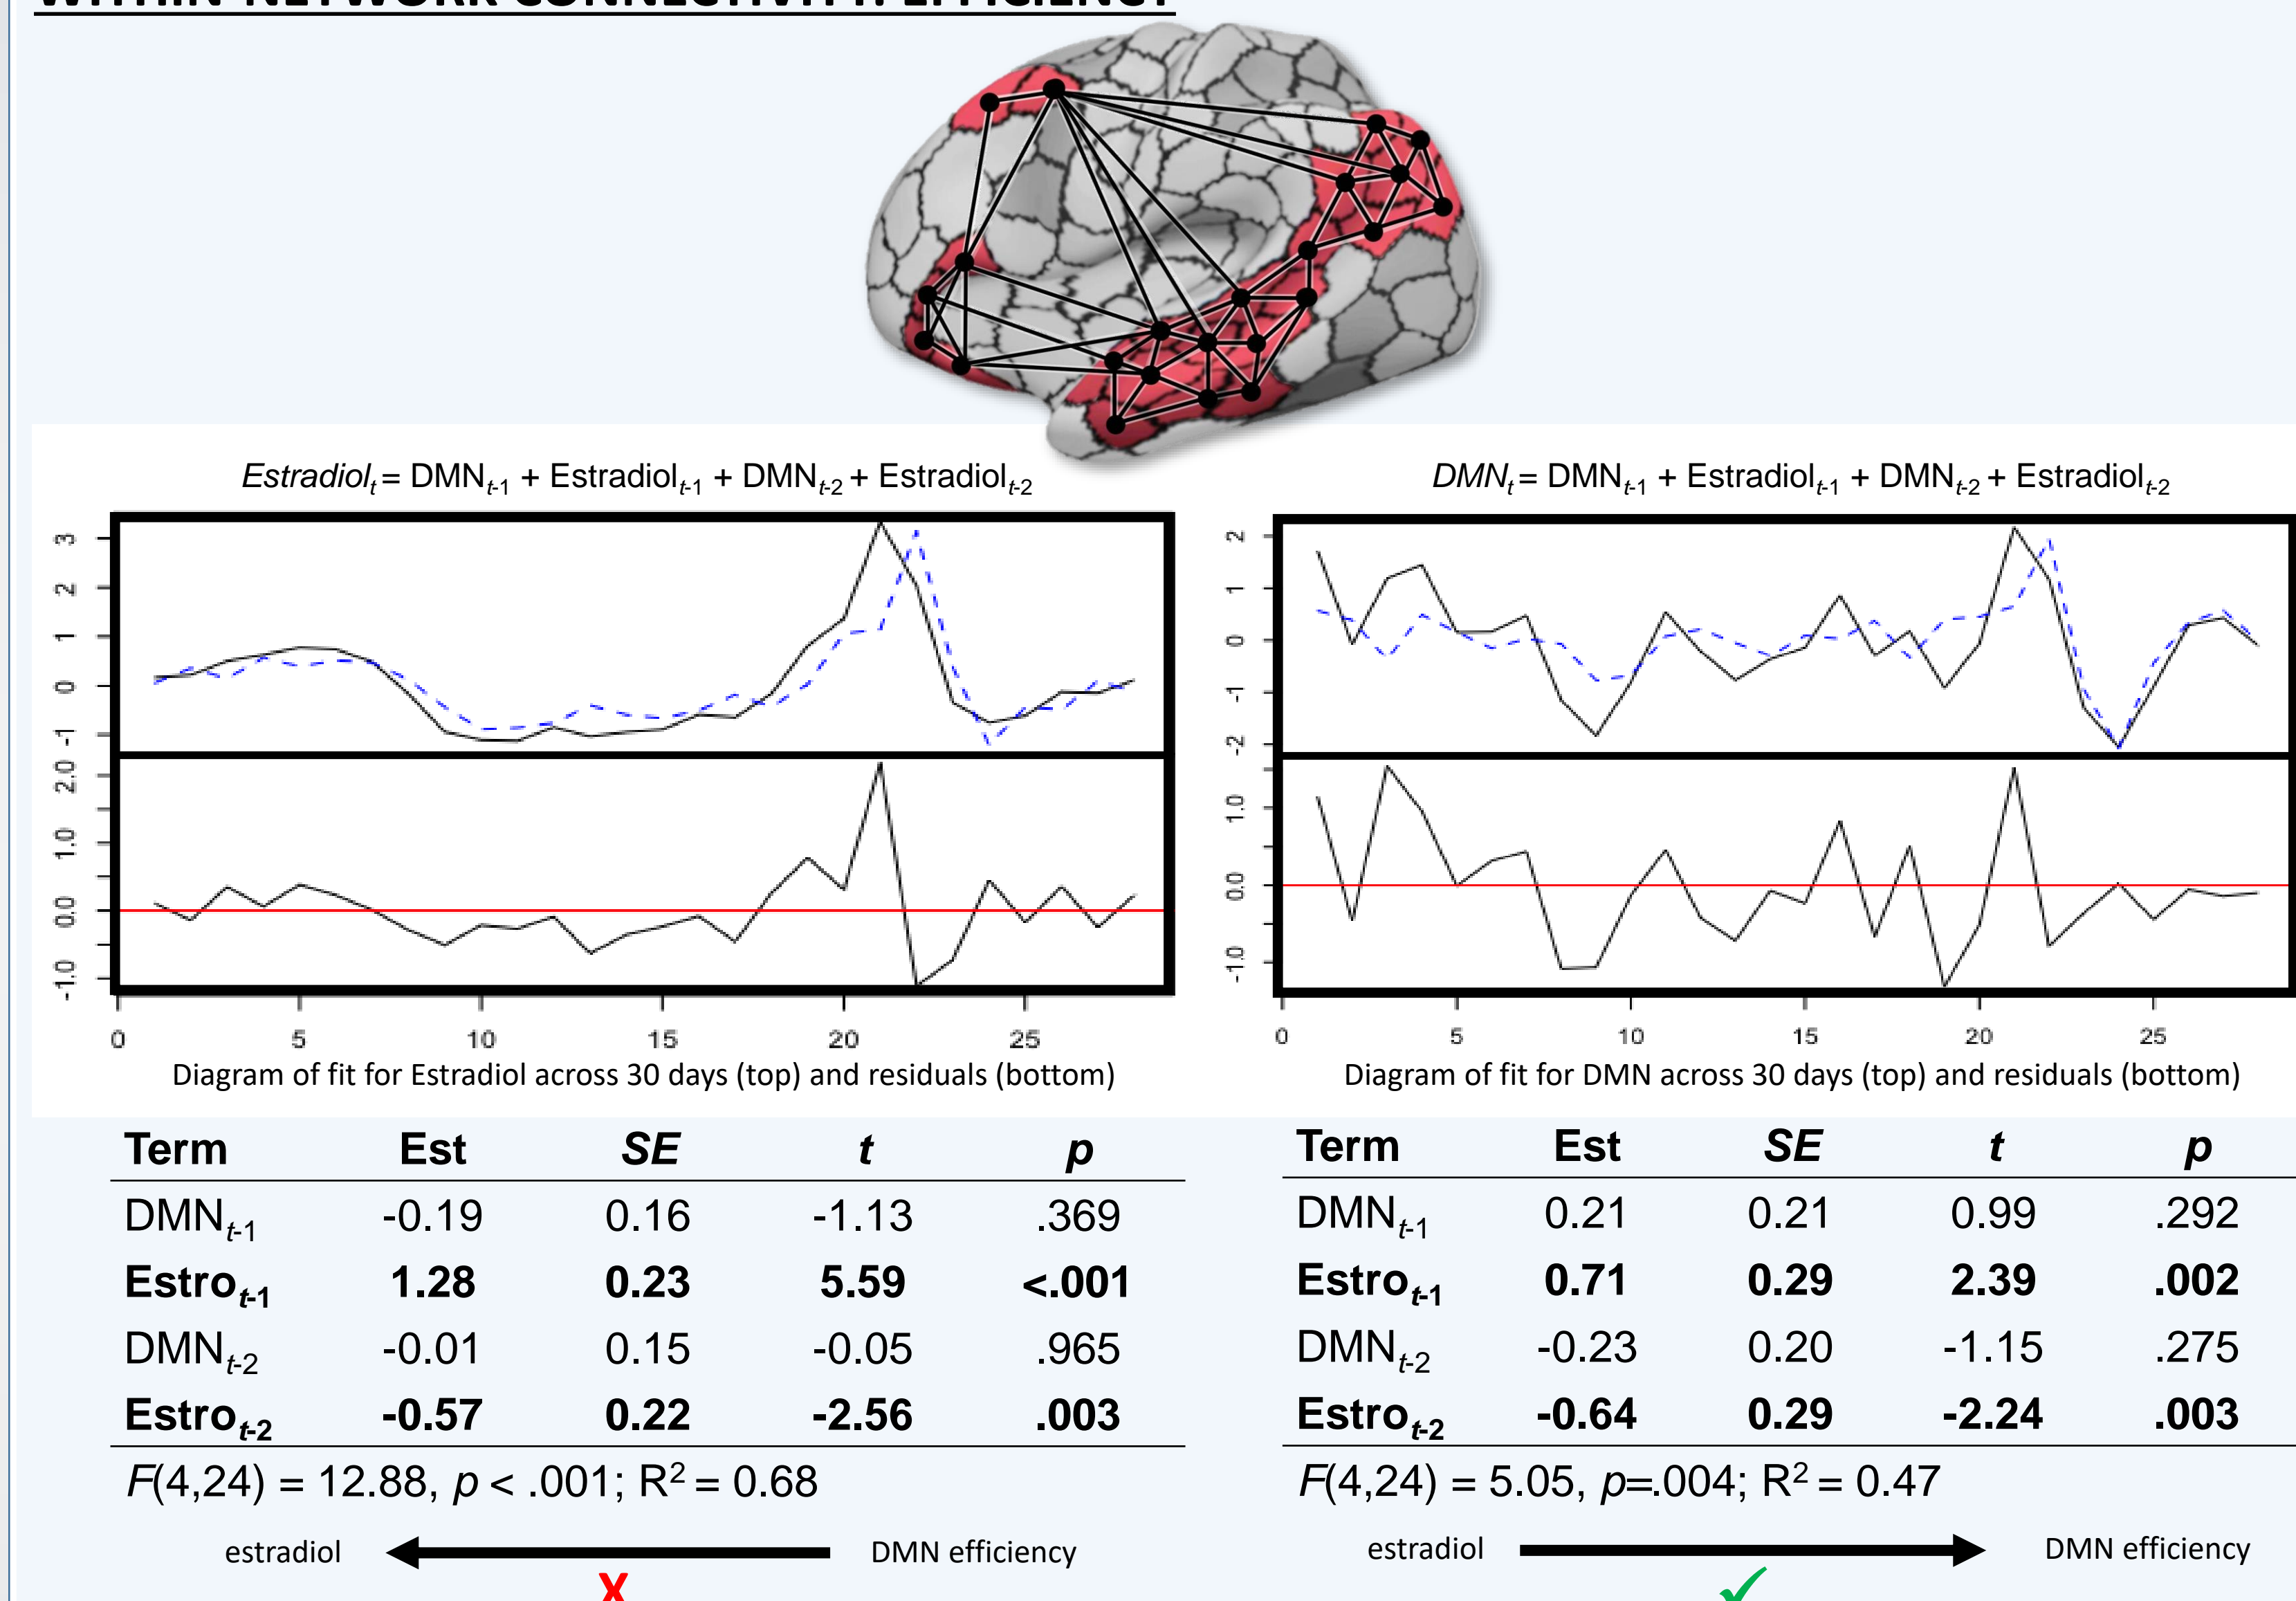 WITHIN-NETWORK CONNECTIVITY: EFFICIENCY
Estradiolt = DMNt-1 + Estradiolt-1 + DMNt-2 + Estradiolt-2
3
2
1
0
-1
2.0
1.0
0.0
-1.0
0 5 10 15 20 25
Diagram of fit for Estradiol across 30 days (top) and residuals (bottom)
Term Est SE t p
DMNt-1 -0.19 0.16 -1.13 .369
Estrot-1 1.28 0.23 5.59 <.001
DMNt-2 -0.01 0.15 -0.05 .965
Estrot-2 -0.57 0.22 -2.56 .003
F(4,24) = 12.88, p < .001; R2 = 0.68
estradiol DMN efficiency
X
DMNt = DMNt-1 + Estradiolt-1 + DMNt-2 + Estradiolt-2
2
1
0
-1
-2
1.0
0.0
-1.0
0 5 10 15 20 25
Diagram of fit for DMN across 30 days (top) and residuals (bottom)
Term Est SE t p
DMNt-1 0.21 0.21 0.99 .292
Estrot-1 0.71 0.29 2.39 .002
DMNt-2 -0.23 0.20 -1.15 .275
Estrot-2 -0.64 0.29 -2.24 .003
F(4,24) = 5.05, p=.004; R2 = 0.47
estradiol DMN efficiency